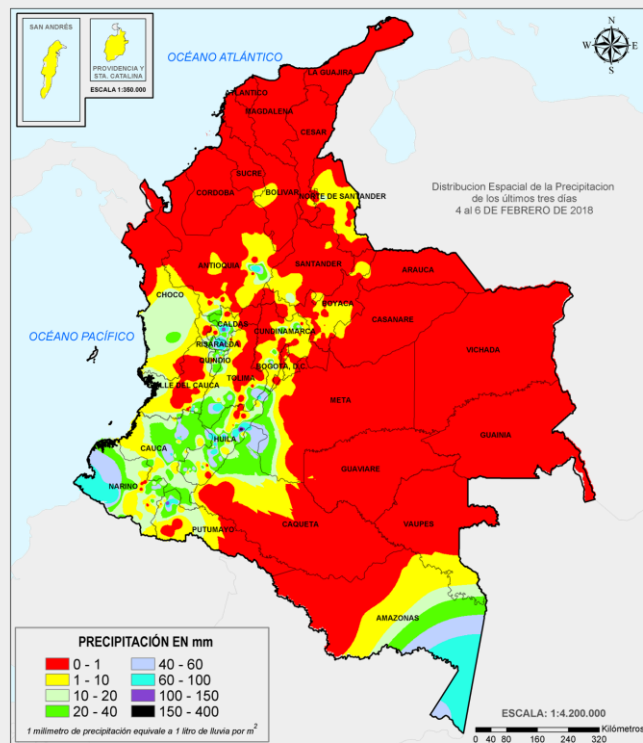 SAN ANDRÉS
PROVIDENCIA Y
STA. CATALINA
ESCALA 1:350.000
OCÉANO ATLÁNTICO
N
W E
S
LA GUAJIRA
ATLANTICO
MAGDALENA
CESAR
SUCRE
CORDOBA
BOLIVAR
NORTE DE SANTANDER
Distribucion Espacial de la Precipitacion
de los últimos tres días
4 al 6 DE FEBRERO DE 2018
ANTIOQUIA
SANTANDER
ARAUCA
CHOCO
BOYACA
CASANARE
OCÉANO PACÍFICO
CALDAS
CUNDINAMARCA
RISARALDA
VICHADA
QUINDIO
BOGOTA, D.C.
TOLIMA
VALLE DEL CAUCA
META
GUAINIA
HUILA
CAUCA
GUAVIARE
NARIÑO
CAQUETA
VAUPES
PUTUMAYO
AMAZONAS
PRECIPITACIÓN EN mm
0 - 1 40 - 60
1 - 10 60 - 100
10 - 20 100 - 150
20 - 40 150 - 400
1 milimetro de precipitación equivale a 1 litro de lluvia por m²
ESCALA: 1:4.200.000
Kilómetros
0 40 80 160 240 320